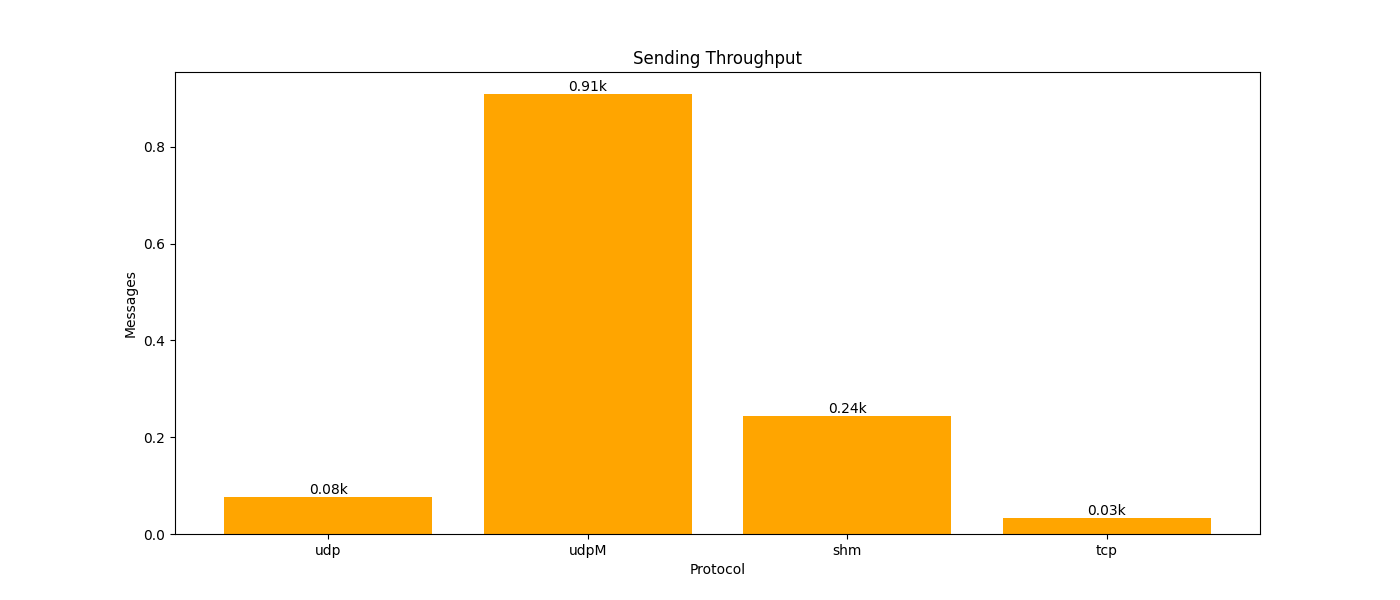 Sending Throughput
0.91k
0.8
0.6
Messages
0.4
0.24k
0.2
0.08k
0.03k
0.0
udp
udpM
shm
tcp
Protocol